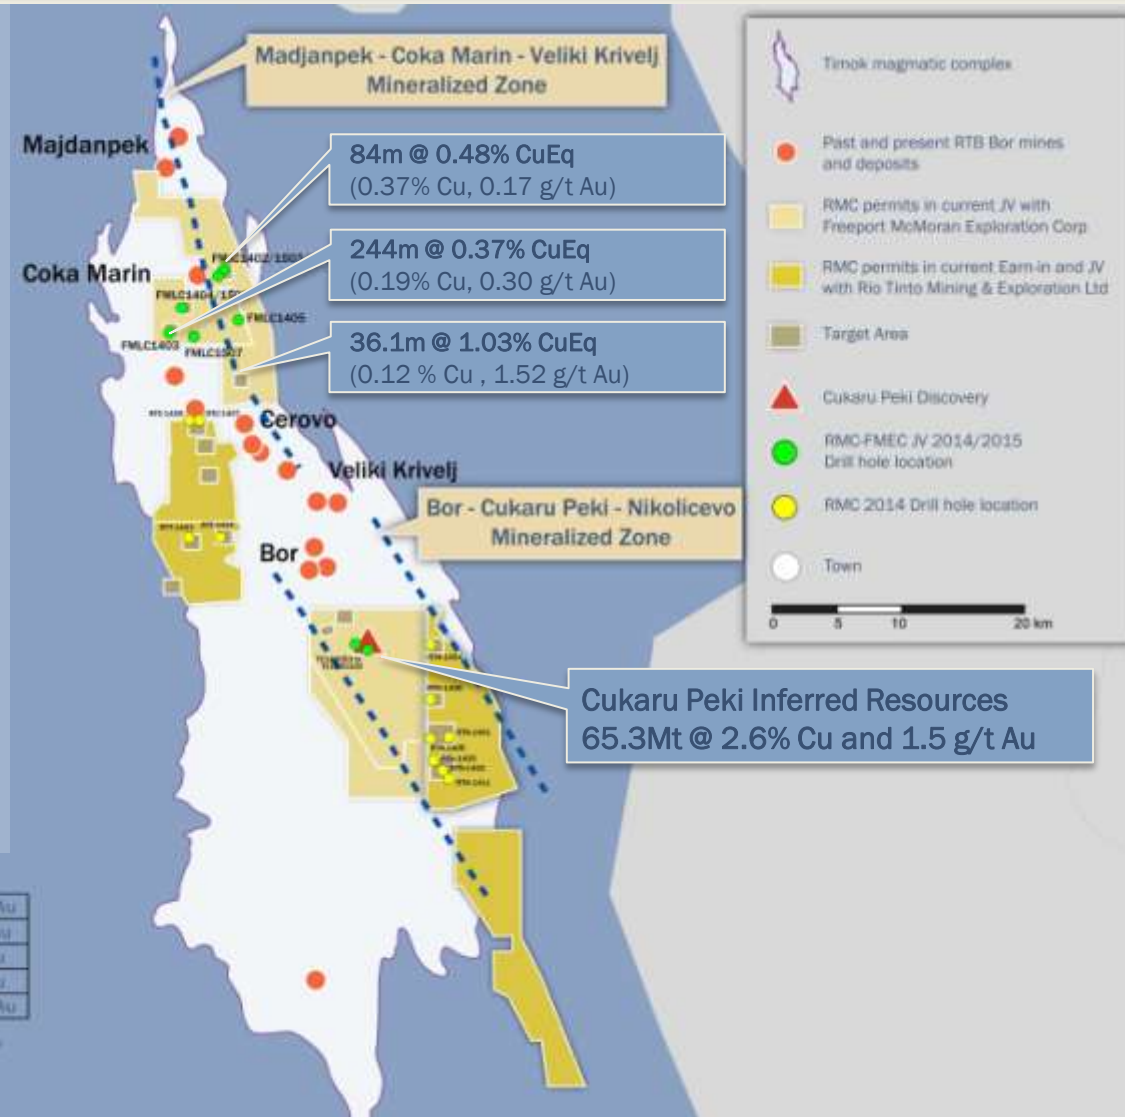 Madjanpek - Coka Marin - Veliki Krivelj
Mineralized Zone
Majdanpek
84m @ 0.48% CuEq
(0.37% Cu, 0.17 g/t Au)
244m @ 0.37% CuEq
(0.19% Cu, 0.30 g/t Au)
Coka Marin
FMLC1405
FMLC1403
36.1m @ 1.03% CuEq
(0.12 % Cu , 1.52 g/t Au)
Cerovo
Veliki Krivelj
Bor - Cukaru Peki - Nikolicevo
Mineralized Zone
Bor
Cukaru Peki Inferred Resources
65.3Mt @ 2.6% Cu and 1.5 g/t Au
Timok magmatic complex
Past and present RTB Bor mines
and deposits
RMC permits in current JV with
Freeport McMoran Exploration Corp
RMC permits in current Earn-in and JV
with Rio Tinto Mining & Exploration Ltd
Target Area
Cukaru Peki Discovery
RMC-FMEC JV 2014/2015
Drill hole location
RMC 2014 Drill hole location
Town
0 5 10 20 km
Au
Au